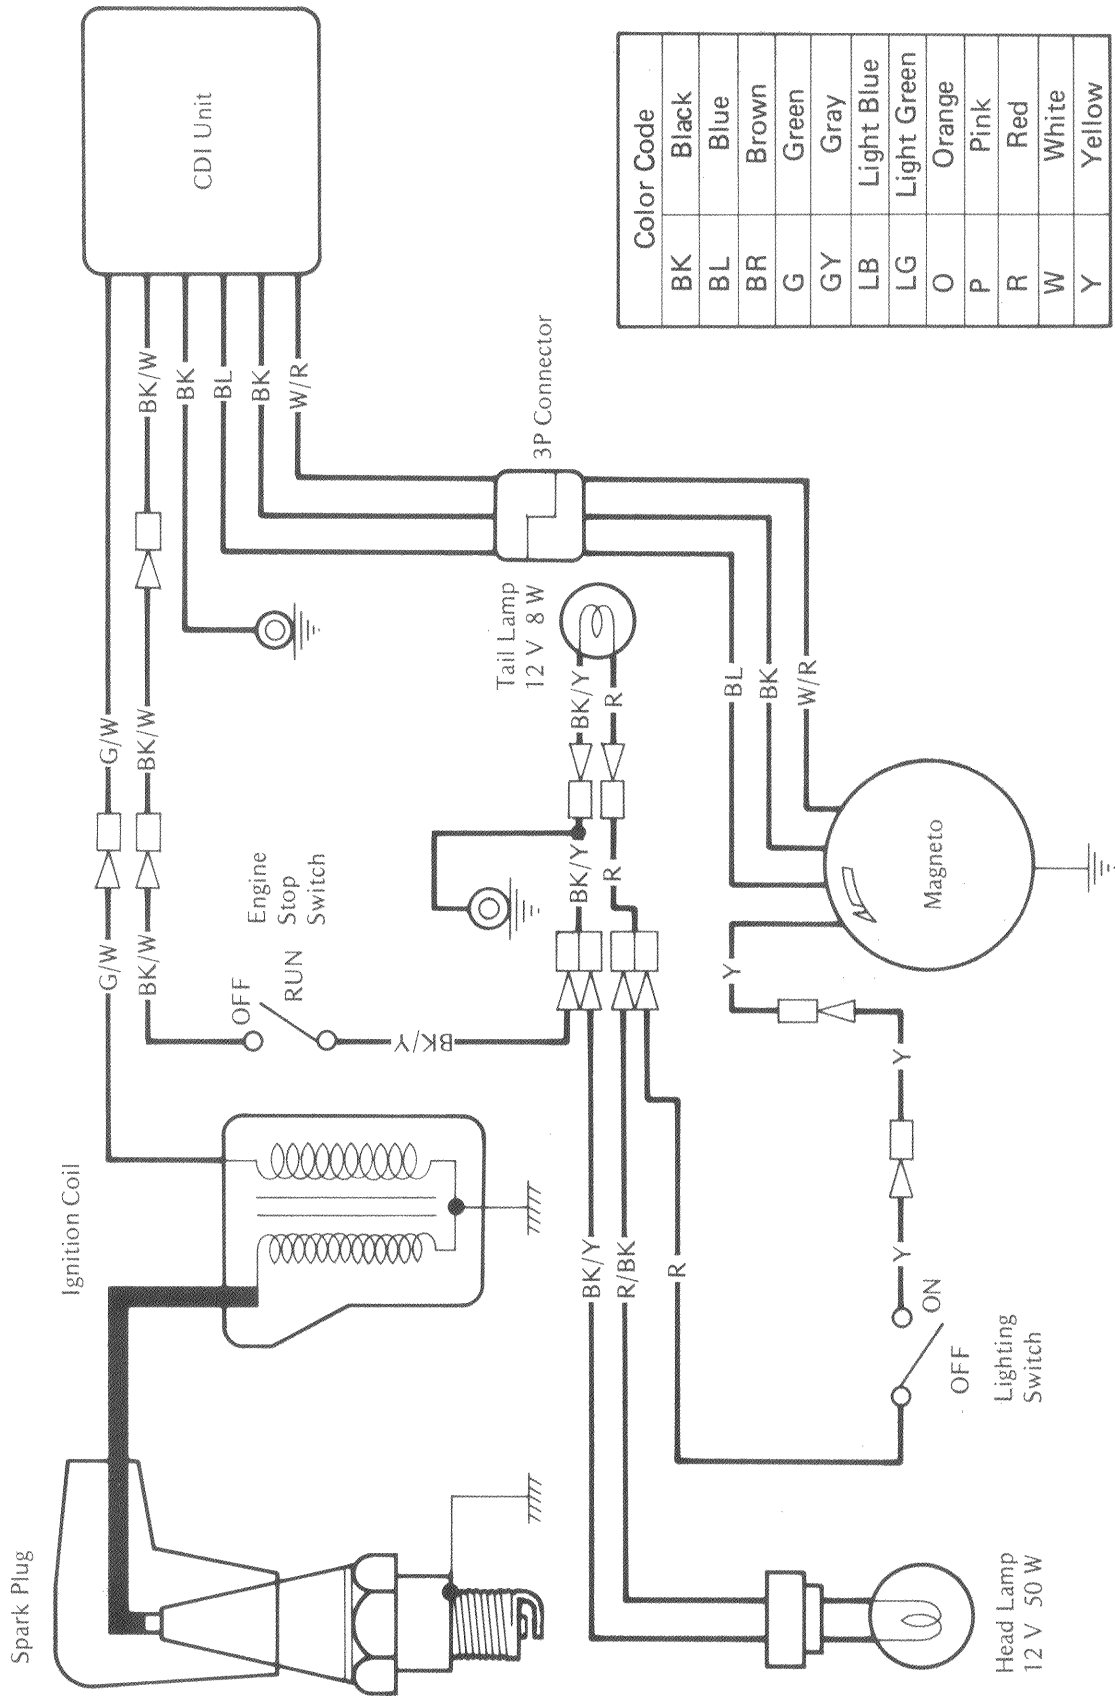 Spark Plug
Ignition Coil
Engine
Stop
Switch
OFF
RUN
CDI Unit
G/W
G/W
BK/W
BK/W
BK/W
BK
BL
BK
W/R
3P Connector
Tail Lamp
12 V 8 W
BK/Y
R
BK/Y
R
BK/Y
BK/Y
R/BK
R
BL
BK
W/R
Magneto
Y
Y
Y
ON
OFF
Lighting
Switch
Head Lamp
12 V 50 W
Color Code
BK Black
BL Blue
BR Brown
G Green
GY Gray
LB Light Blue
LG Light Green
O Orange
P Pink
R Red
W White
Y Yellow